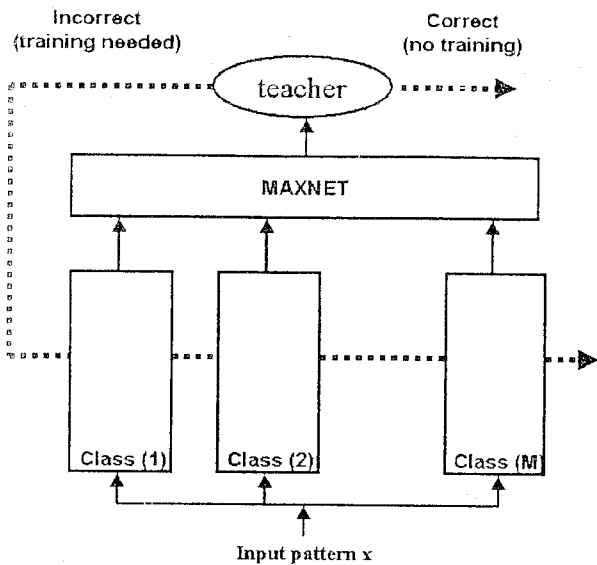 Incorrect
(training needed)
Correct
(no training)
teacher
MAXNET
Class (1)
Class (2)
Class (M)
Input pattern x